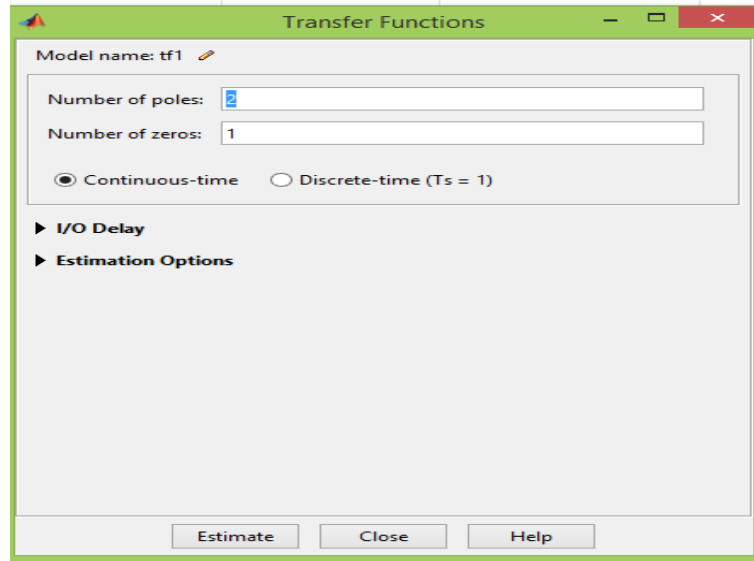 Transfer Functions
Model name: tf1
Number of poles: 2
Number of zeros: 1
Continuous-time Discrete-time (Ts = 1)
I/O Delay
Estimation Options
Estimate Close Help